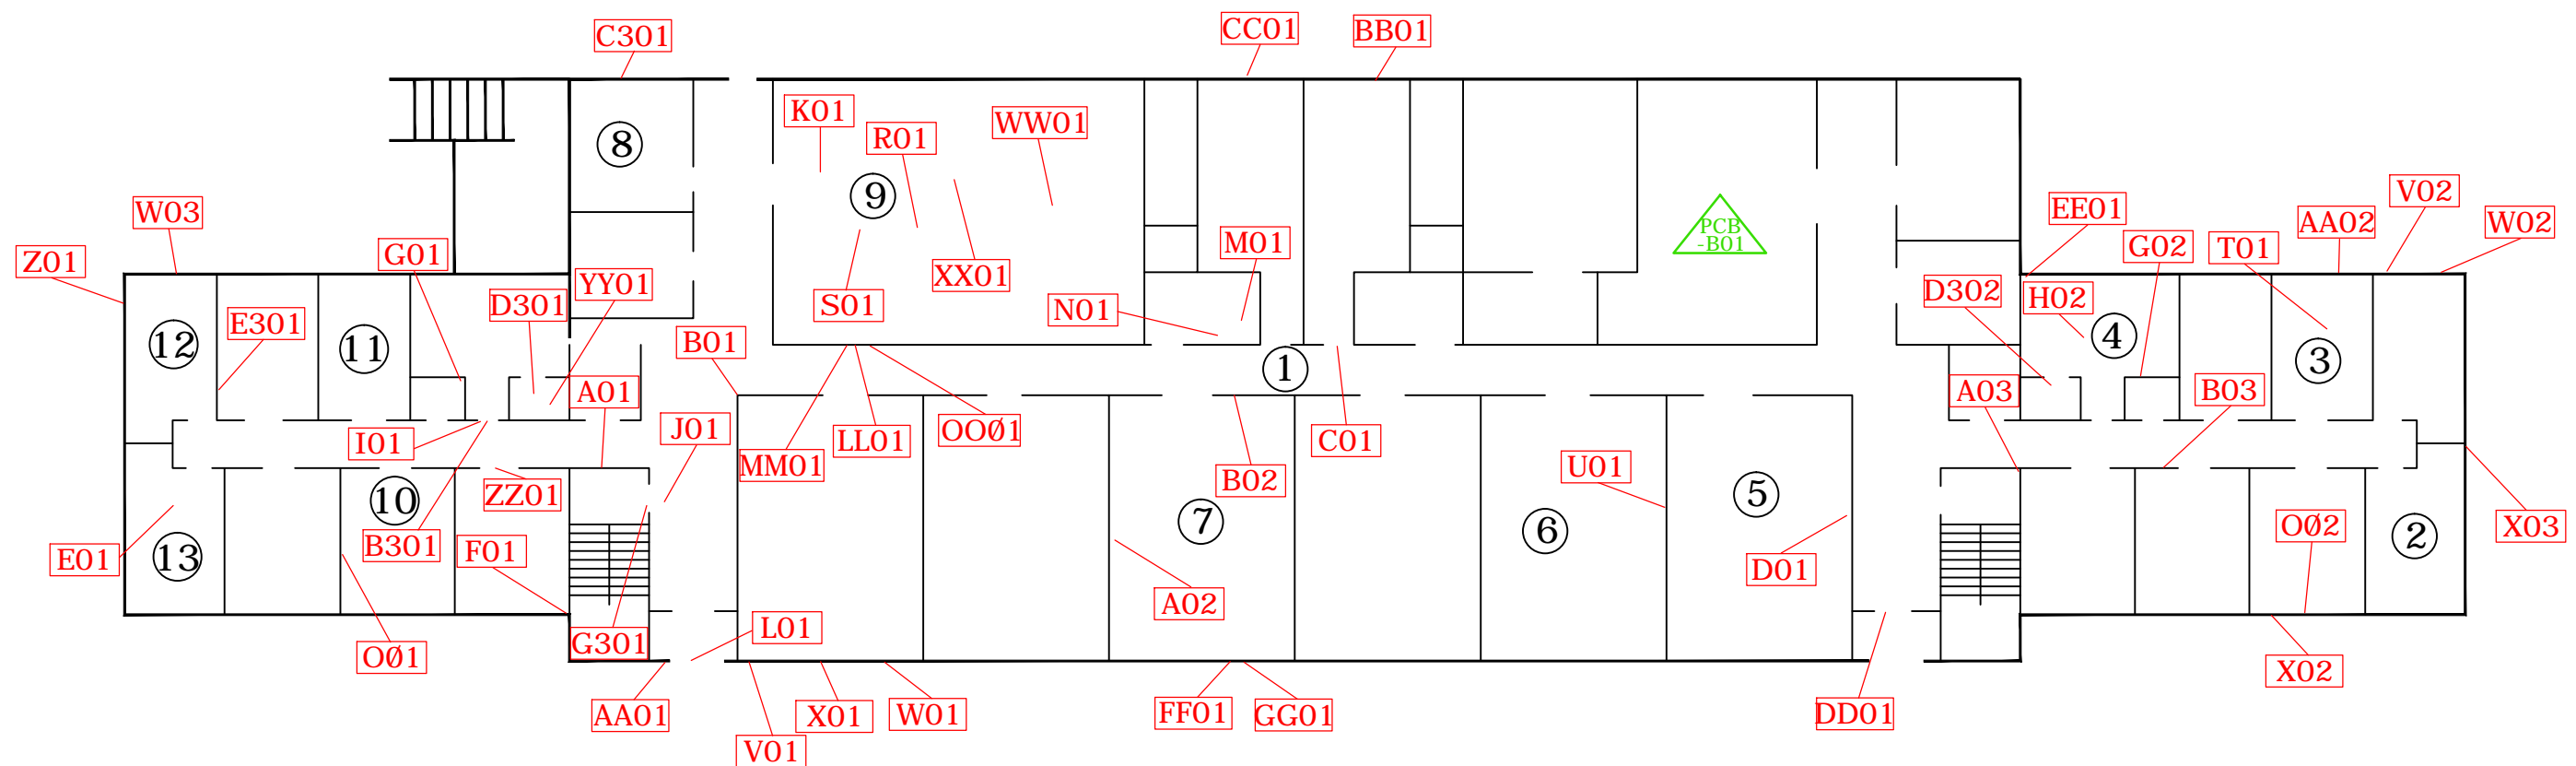 C301
CC01
BB01
K01
R01
WW01
8
9
W03
V02
EE01
AA02
W02
G02
T01
PCB
-B01
M01
G01
Z01
XX01
YY01
D301
S01
N01
D302
H02
E301
12
11
B01
4
3
1
A01
A03
B03
J01
I01
LL01
OOØ1
C01
MM01
B02
U01
ZZ01
10
5
7
6
2
OØ2
X03
B301
F01
E01
13
D01
A02
G301
L01
OØ1
X02
AA01
X01
W01
FF01
GG01
DD01
V01